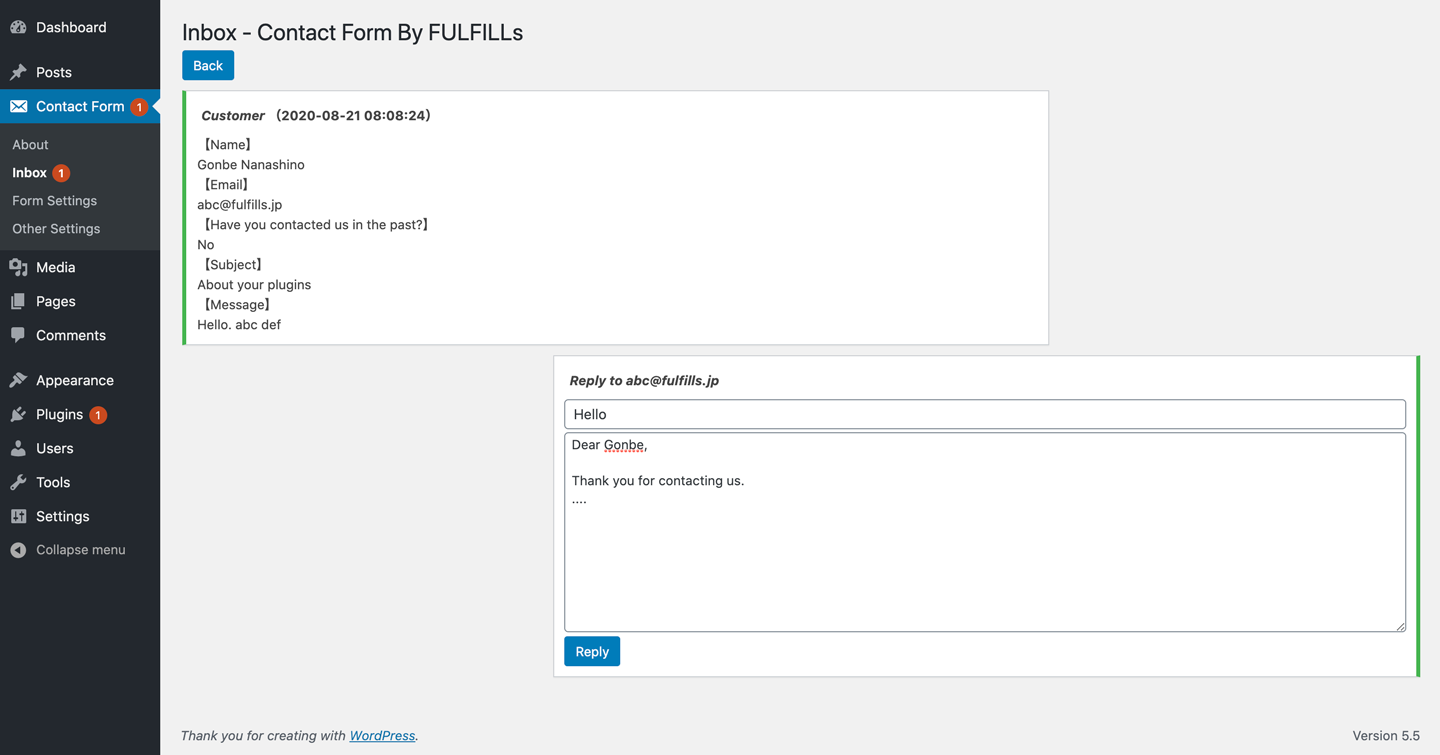 Dashboard
Posts
Contact Form 1
About
Inbox 1
Form Settings
Other Settings
Media
Pages
Comments
Appearance
Plugins 1
Users
Tools
Settings
Collapse menu
Inbox - Contact Form By FULFILLs
Back
Customer （2020-08-21 08:08:24）
【Name】
Gonbe Nanashino
【Email】
abc@fulfills.jp
【Have you contacted us in the past?】
No
【Subject】
About your plugins
【Message】
Hello. abc def
Reply to abc@fulfills.jp
Hello
Dear Gonbe,
Thank you for contacting us.
....
Reply
Thank you for creating with WordPress.
Version 5.5